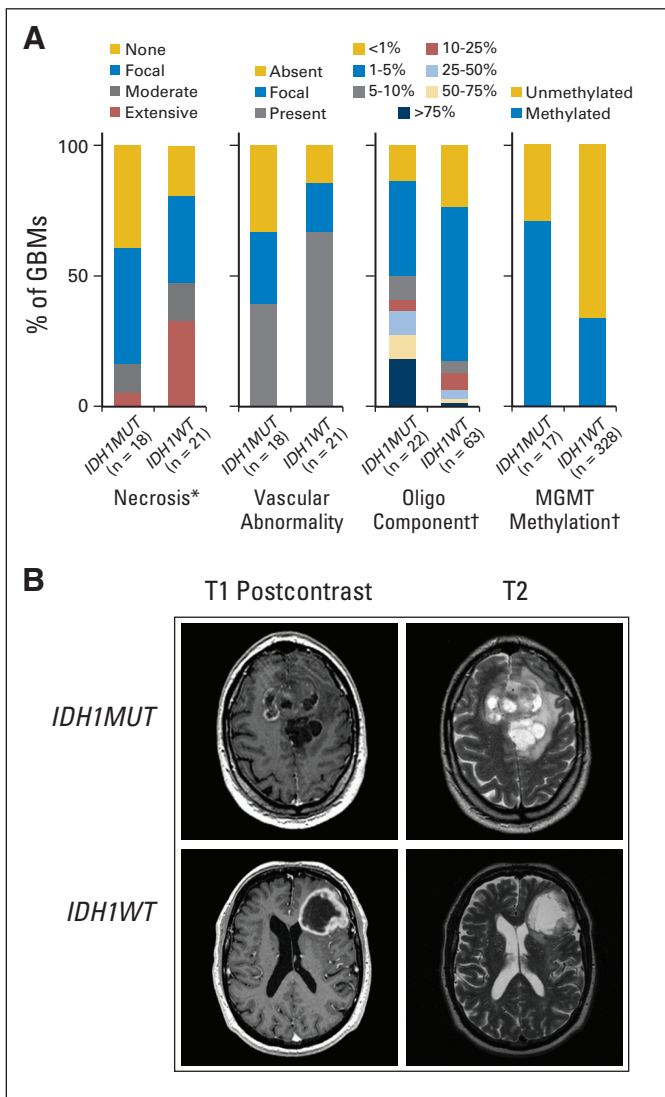 A
None
Focal
Moderate
Extensive
Absent
Focal
Present
<1%
1-5%
5-10%
10-25%
25-50%
50-75%
>75%
Unmethylated
Methylated
% of GBMs
100
50
0
IDH1MUT
(n = 18)
IDH1WT
(n = 21)
IDH1MUT
(n = 18)
IDH1WT
(n = 21)
IDH1MUT
(n = 22)
IDH1WT
(n = 63)
IDH1MUT
(n = 17)
IDH1WT
(n = 328)
Necrosis*
Vascular
Abnormality
Oligo
Component†
MGMT
Methylation†
B
T1 Postcontrast
T2
IDH1MUT
IDH1WT